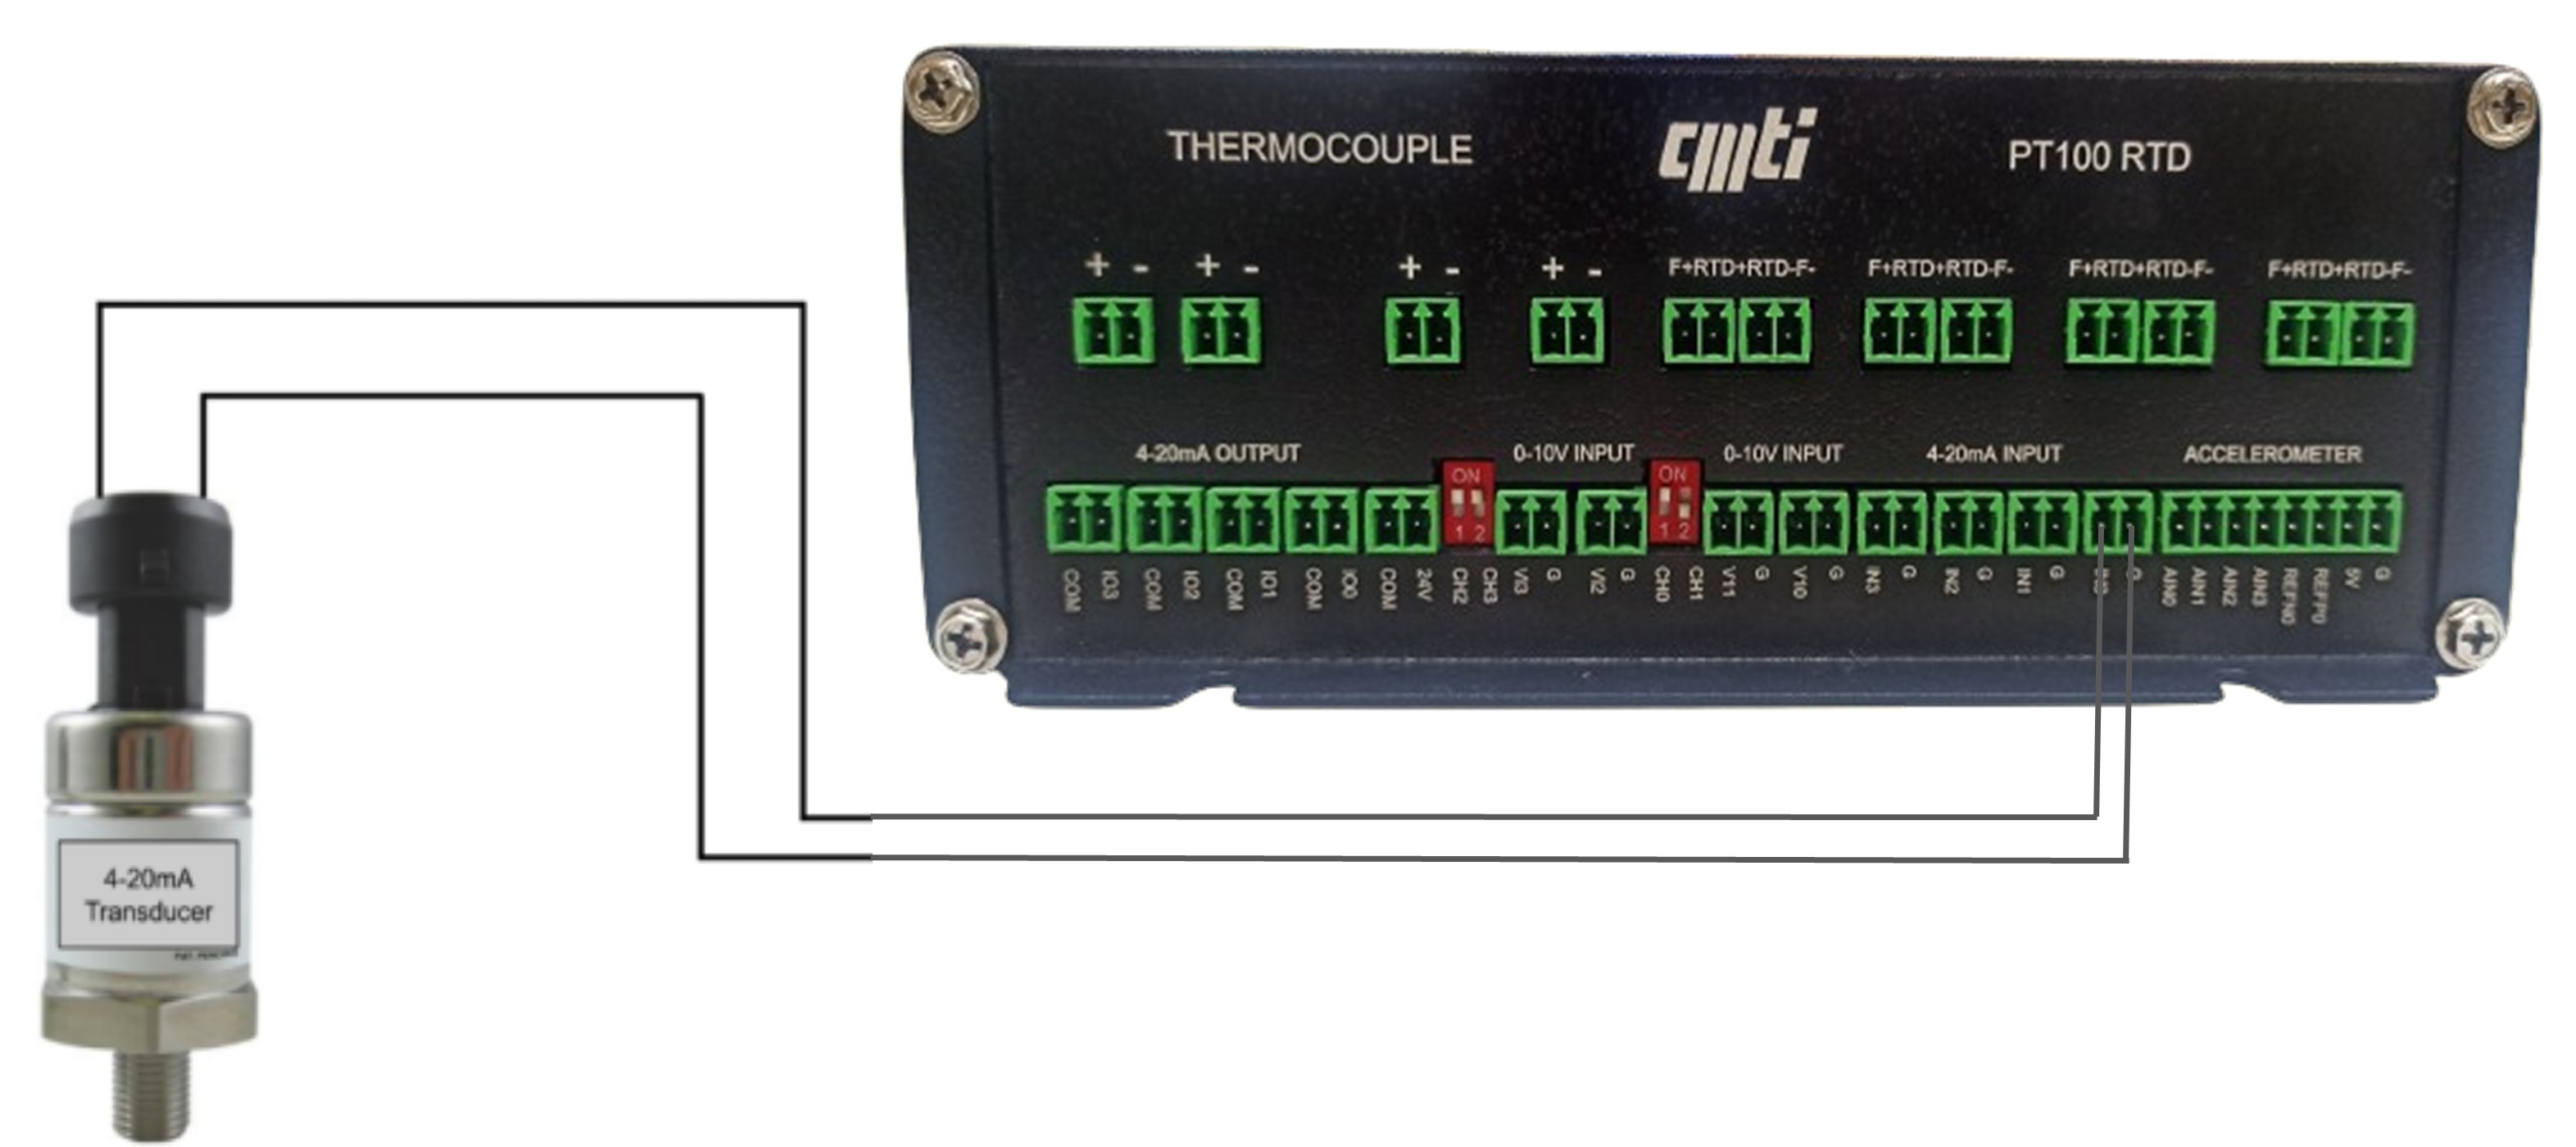 THERMOCOUPLE
cmti
PT100 RTD
+ -
+ -
+ -
+ -
F+RTD+RTD-F-
F+RTD+RTD-F-
F+RTD+RTD-F-
F+RTD+RTD-F-
4-20mA OUTPUT
0-10V INPUT
0-10V INPUT
4-20mA INPUT
ACCELEROMETER
ON
1 2
ON
1 2
COM
IO3
COM
IO2
COM
IO1
COM
IO0
COM
24V
CH2
CH3
VI3
G
VI2
G
CH0
CH1
V11
G
V10
G
IN3
G
IN2
G
IN1
G
G
AIN0
AIN1
AIN2
AIN3
REFN0
REFP0
5V
G
4-20mA
Transducer